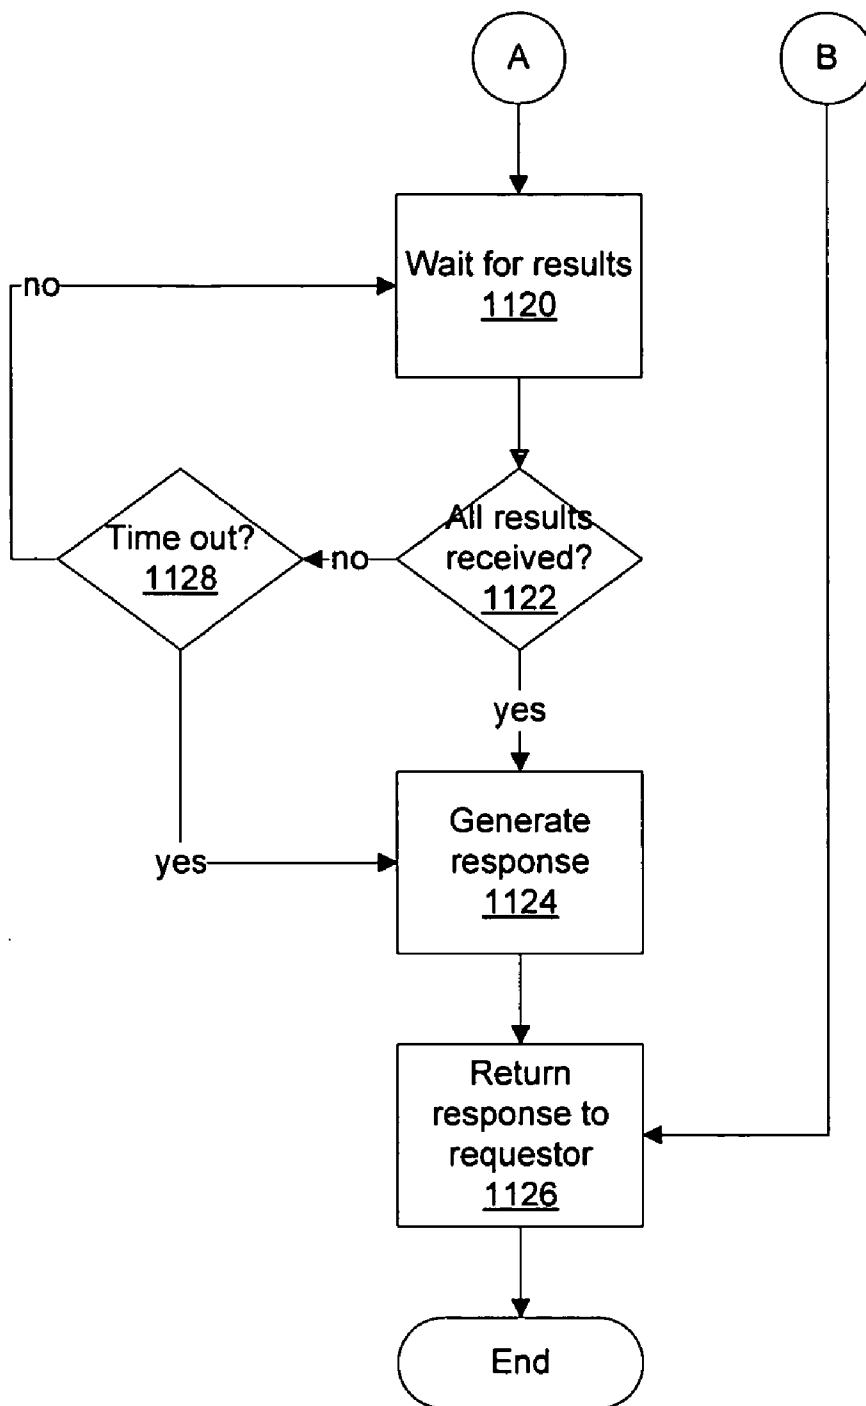 A
B
Wait for results
1120
no
Time out?
1128
no
All results
received?
1122
yes
Generate
response
1124
yes
Return
response to
requestor
1126
End